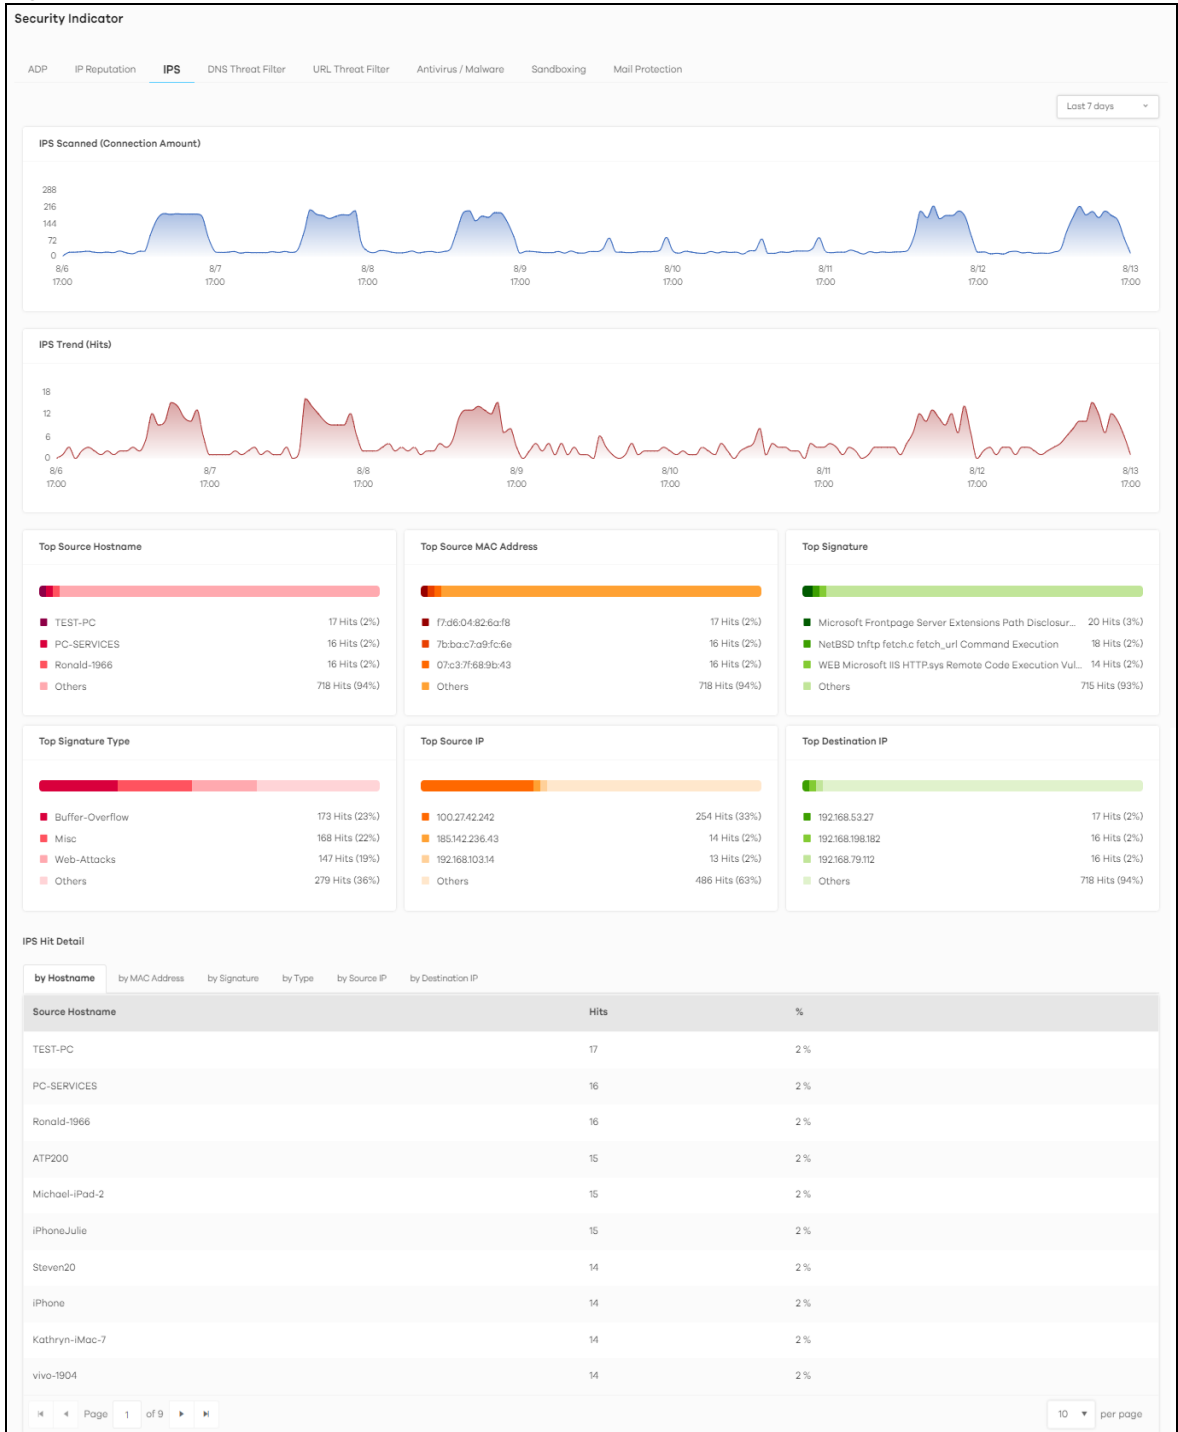 Security Indicator
ADP IP Reputation IPS DNS Threat Filter URL Threat Filter Antivirus / Malware Sandboxing Mail Protection
Last 7 days
IPS Scanned (Connection Amount)
288
216
144
72
0
8/6 8/7 8/8 8/9 8/10 8/11 8/12 8/13
17:00 17:00 17:00 17:00 17:00 17:00 17:00 17:00
IPS Trend (Hits)
18
12
6
0
8/6 8/7 8/8 8/9 8/10 8/11 8/12 8/13
17:00 17:00 17:00 17:00 17:00 17:00 17:00 17:00
Top Source Hostname
TEST-PC 17 Hits (2%)
PC-SERVICES 16 Hits (2%)
Ronald-1966 16 Hits (2%)
Others 718 Hits (94%)
Top Source MAC Address
f7:d6:04:82:6a:f8 17 Hits (2%)
7b:ba:c7:a9:fc:6e 16 Hits (2%)
07:c3:7f:68:9b:43 16 Hits (2%)
Others 718 Hits (94%)
Top Signature
Microsoft Frontpage Server Extensions Path Disclosur... 20 Hits (3%)
NetBSD tnftp fetch.c fetch_url Command Execution 18 Hits (2%)
WEB Microsoft IIS HTTP.sys Remote Code Execution Vul... 14 Hits (2%)
Others 715 Hits (93%)
Top Signature Type
Buffer-Overflow 173 Hits (23%)
Misc 168 Hits (22%)
Web-Attacks 147 Hits (19%)
Others 279 Hits (36%)
Top Source IP
100.27.42.242 254 Hits (33%)
185.142.236.43 14 Hits (2%)
192.168.103.14 13 Hits (2%)
Others 486 Hits (63%)
Top Destination IP
192.168.53.27 17 Hits (2%)
192.168.198.182 16 Hits (2%)
192.168.79.112 16 Hits (2%)
Others 718 Hits (94%)
IPS Hit Detail
by Hostname by MAC Address by Signature by Type by Source IP by Destination IP
Source Hostname Hits %
TEST-PC 17 2 %
PC-SERVICES 16 2 %
Ronald-1966 16 2 %
ATP200 15 2 %
Michael-iPad-2 15 2 %
iPhoneJulie 15 2 %
Steven20 14 2 %
iPhone 14 2 %
Kathryn-iMac-7 14 2 %
vivo-1904 14 2 %
Page 1 of 9 10 per page